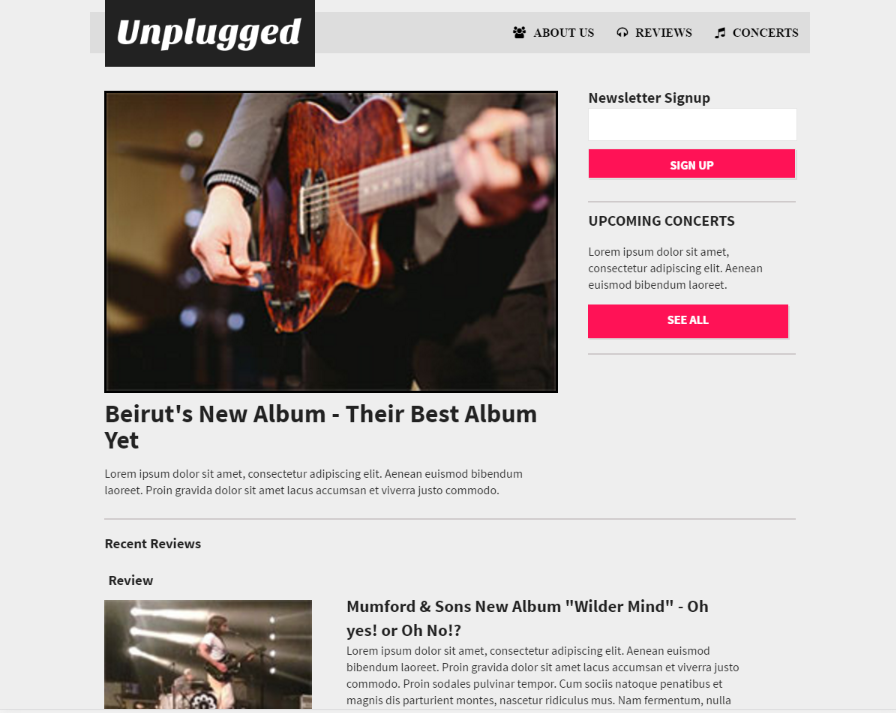 Unplugged
ABOUT US
REVIEWS
CONCERTS
Newsletter Signup
SIGN UP
UPCOMING CONCERTS
Lorem ipsum dolor sit amet,
consectetur adipiscing elit. Aenean
euismod bibendum laoreet.
SEE ALL
Beirut's New Album - Their Best Album
Yet
Lorem ipsum dolor sit amet, consectetur adipiscing elit. Aenean euismod bibendum
laoreet. Proin gravida dolor sit amet lacus accumsan et viverra justo commodo.
Recent Reviews
Review
Mumford & Sons New Album "Wilder Mind" - Oh
yes! or Oh No!?
Lorem ipsum dolor sit amet, consectetur adipiscing elit. Aenean euismod
bibendum laoreet. Proin gravida dolor sit amet lacus accumsan et viverra justo
commodo. Proin sodales pulvinar tempor. Cum sociis natoque penatibus et
magnis dis parturient montes, nascetur ridiculus mus. Nam fermentum, nulla